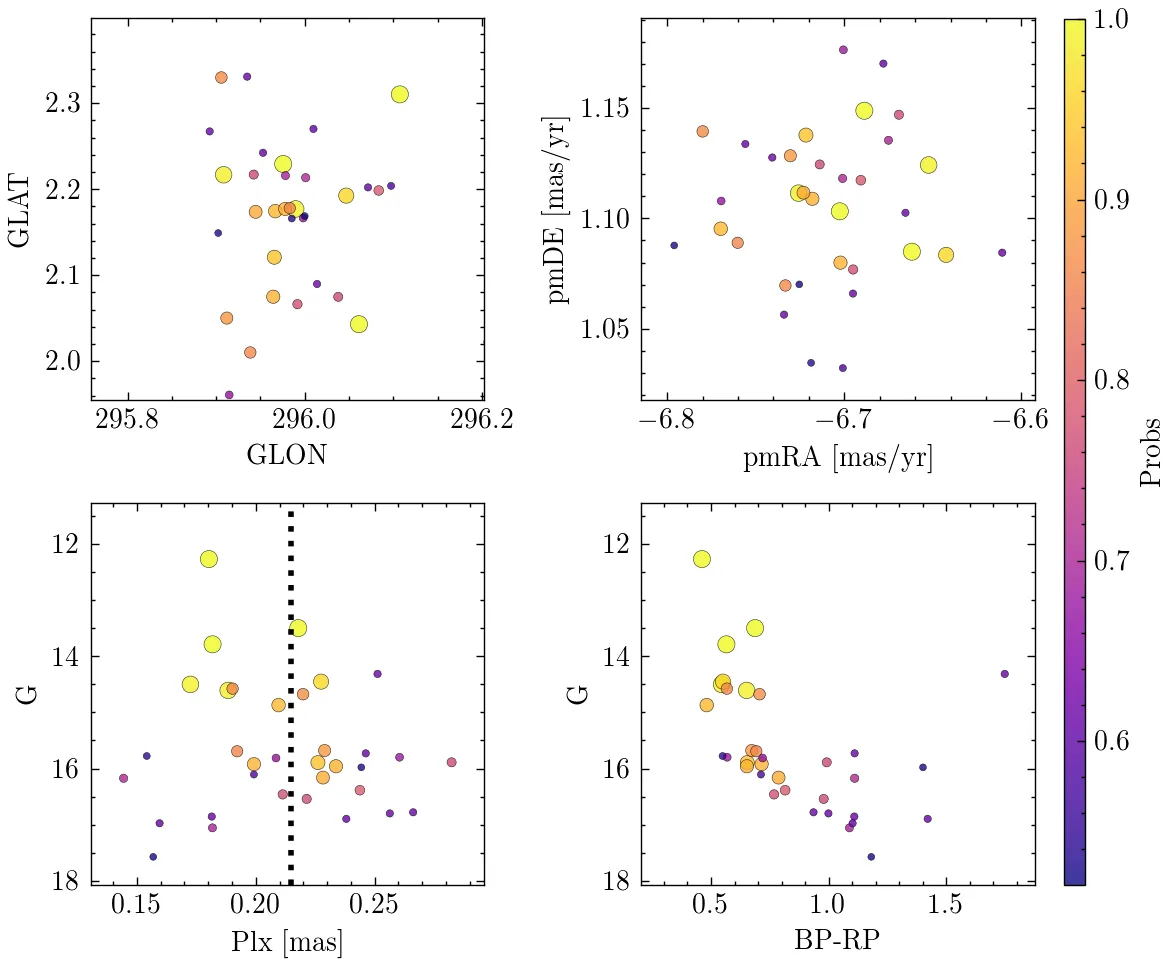 2.3
2.2
2.1
2.0
GLAT
295.8 296.0 296.2
GLON
1.15
1.10
1.05
pmDE [mas/yr]
−6.8 −6.7 −6.6
pmRA [mas/yr]
12
14
16
18
G
0.15 0.20 0.25
Plx [mas]
12
14
16
18
G
0.5 1.0 1.5
BP-RP
1.0
0.9
0.8
0.7
0.6
Probs